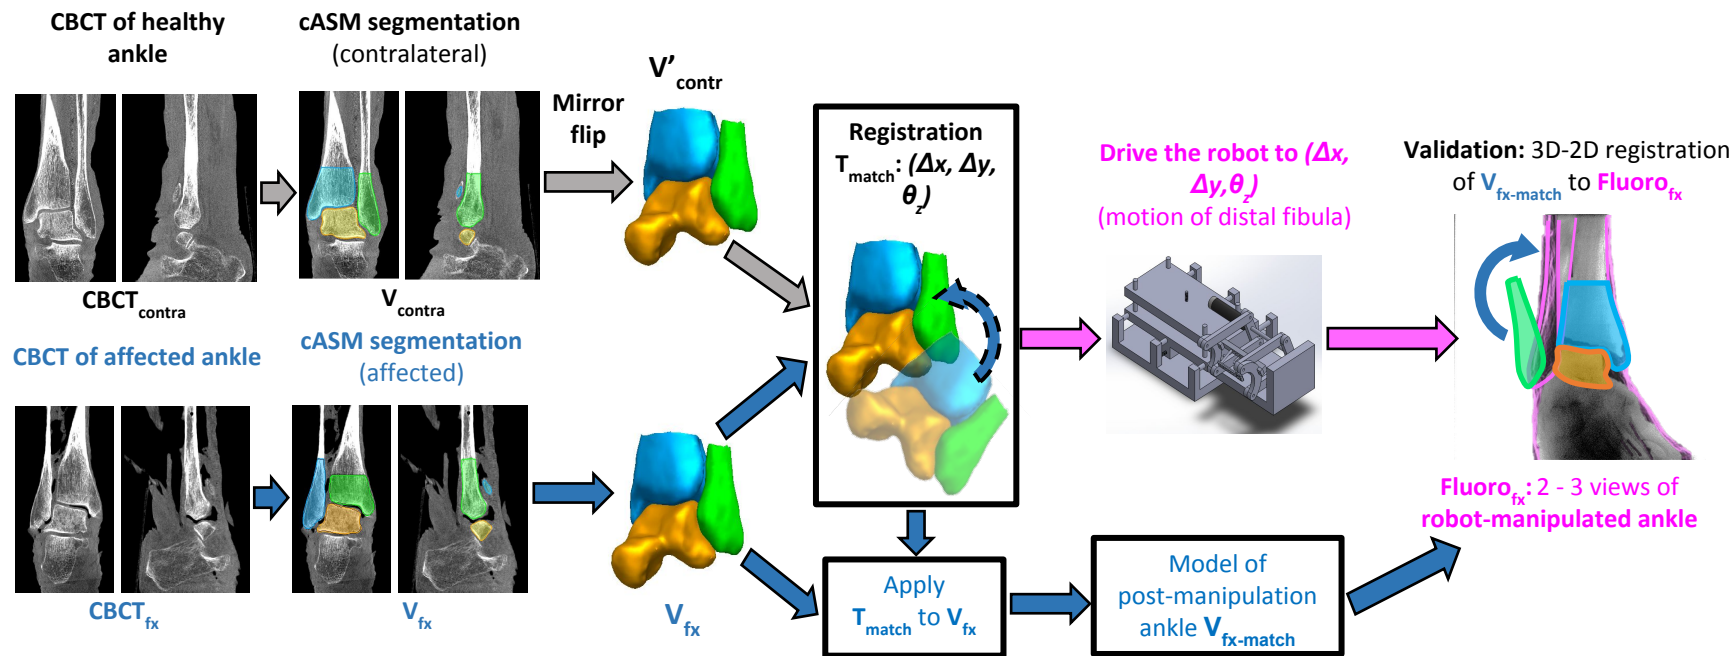 CBCT of healthy
ankle
cASM segmentation
(contralateral)
CBCTcontra
Vcontra
Mirror
flip
V’contr
CBCT of affected ankle
cASM segmentation
(affected)
CBCTfx
Vfx
Vfx
Registration
Tmatch: (Δx, Δy,
θz)
Apply
Tmatch to Vfx
Model of
post-manipulation
ankle Vfx-match
Drive the robot to (Δx,
Δy,θz)
(motion of distal fibula)
Validation: 3D-2D registration
of Vfx-match to Fluorofx
Fluorofx: 2 - 3 views of
robot-manipulated ankle